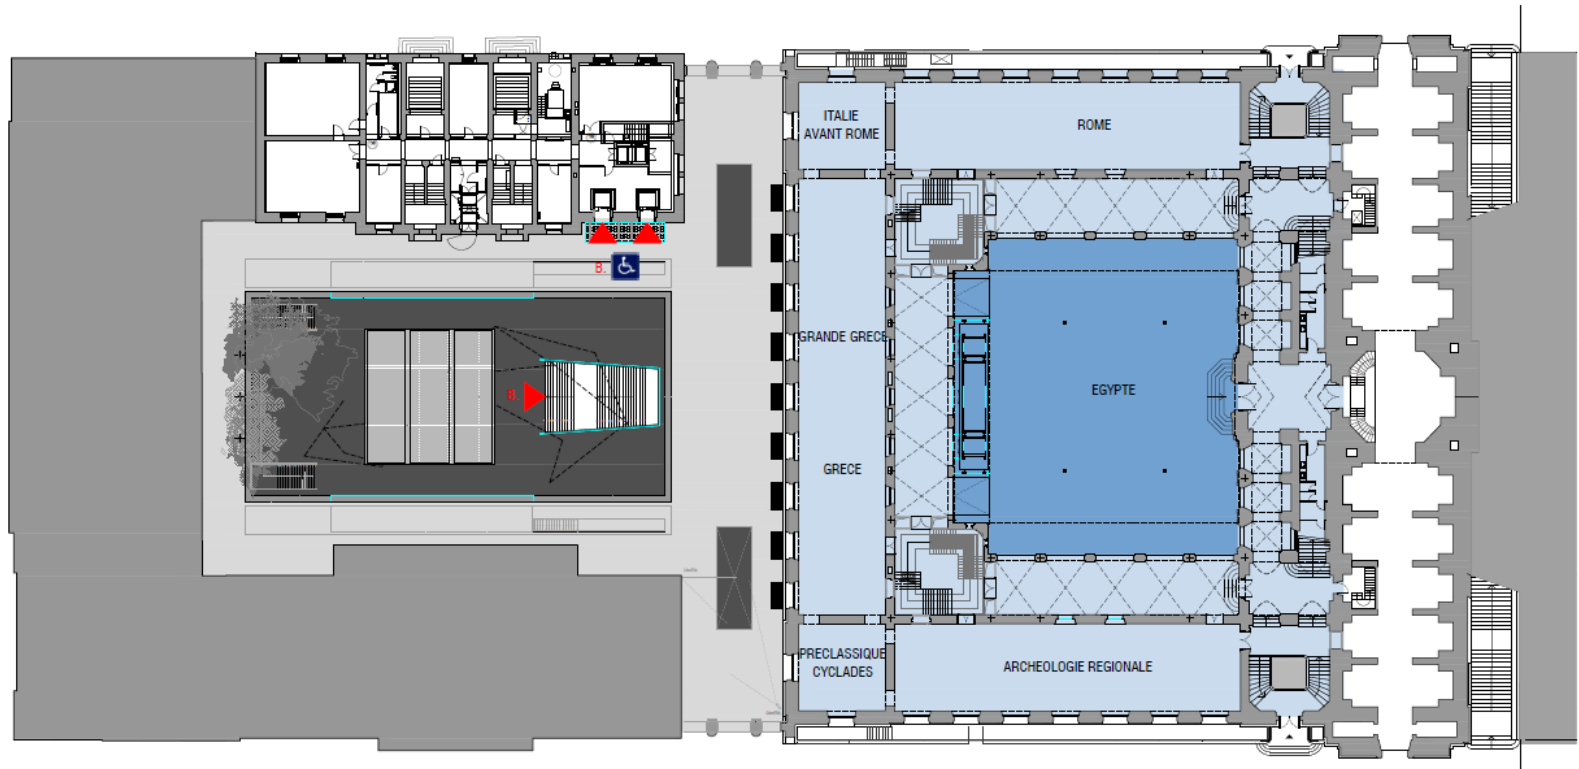 ITALIE
AVANT ROME
ROME
B.
GRANDE GRECE
B.
EGYPTE
GRECE
PRECLASSIQUE
CYCLADES
ARCHEOLOGIE REGIONALE